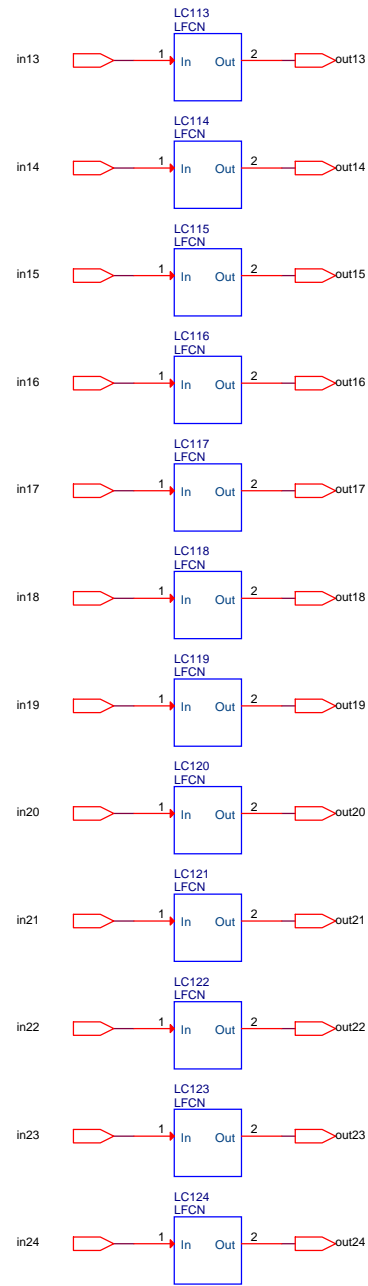 LC113
LFCN
in13 1 In Out 2 out13
LC114
LFCN
in14 1 In Out 2 out14
LC115
LFCN
in15 1 In Out 2 out15
LC116
LFCN
in16 1 In Out 2 out16
LC117
LFCN
in17 1 In Out 2 out17
LC118
LFCN
in18 1 In Out 2 out18
LC119
LFCN
in19 1 In Out 2 out19
LC120
LFCN
in20 1 In Out 2 out20
LC121
LFCN
in21 1 In Out 2 out21
LC122
LFCN
in22 1 In Out 2 out22
LC123
LFCN
in23 1 In Out 2 out23
LC124
LFCN
in24 1 In Out 2 out24